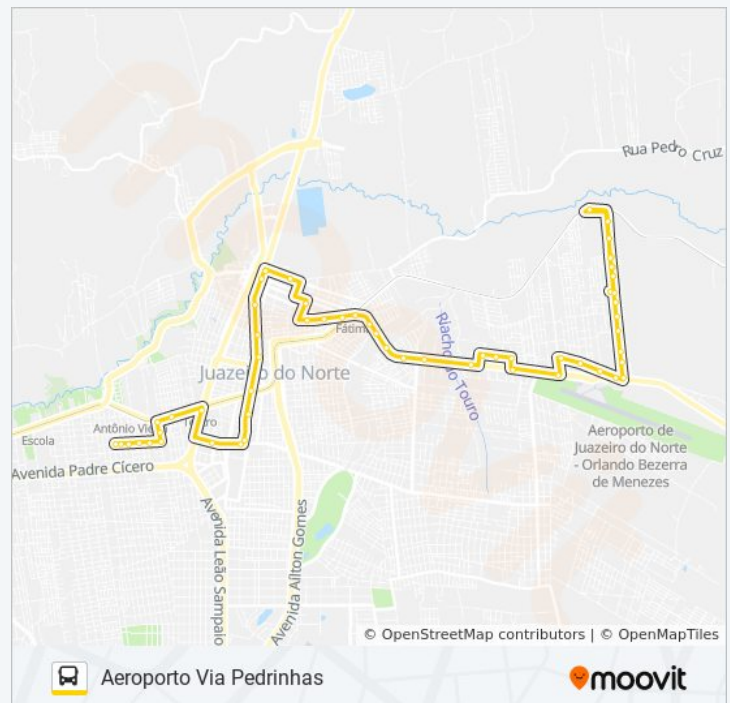 Rua Pedro Cruz
Riacho do Touro
Fátima
Juazeiro do Norte
Antônio Vi
Escola
Avenida Padre Cícero
Aeroporto de
Juazeiro do Norte
- Orlando Bezerra
de Menezes
Avenida Leão Sampaio
Avenida Ailton Gomes
© OpenStreetMap contributors | © OpenMapTiles
Aeroporto Via Pedrinhas
moovit